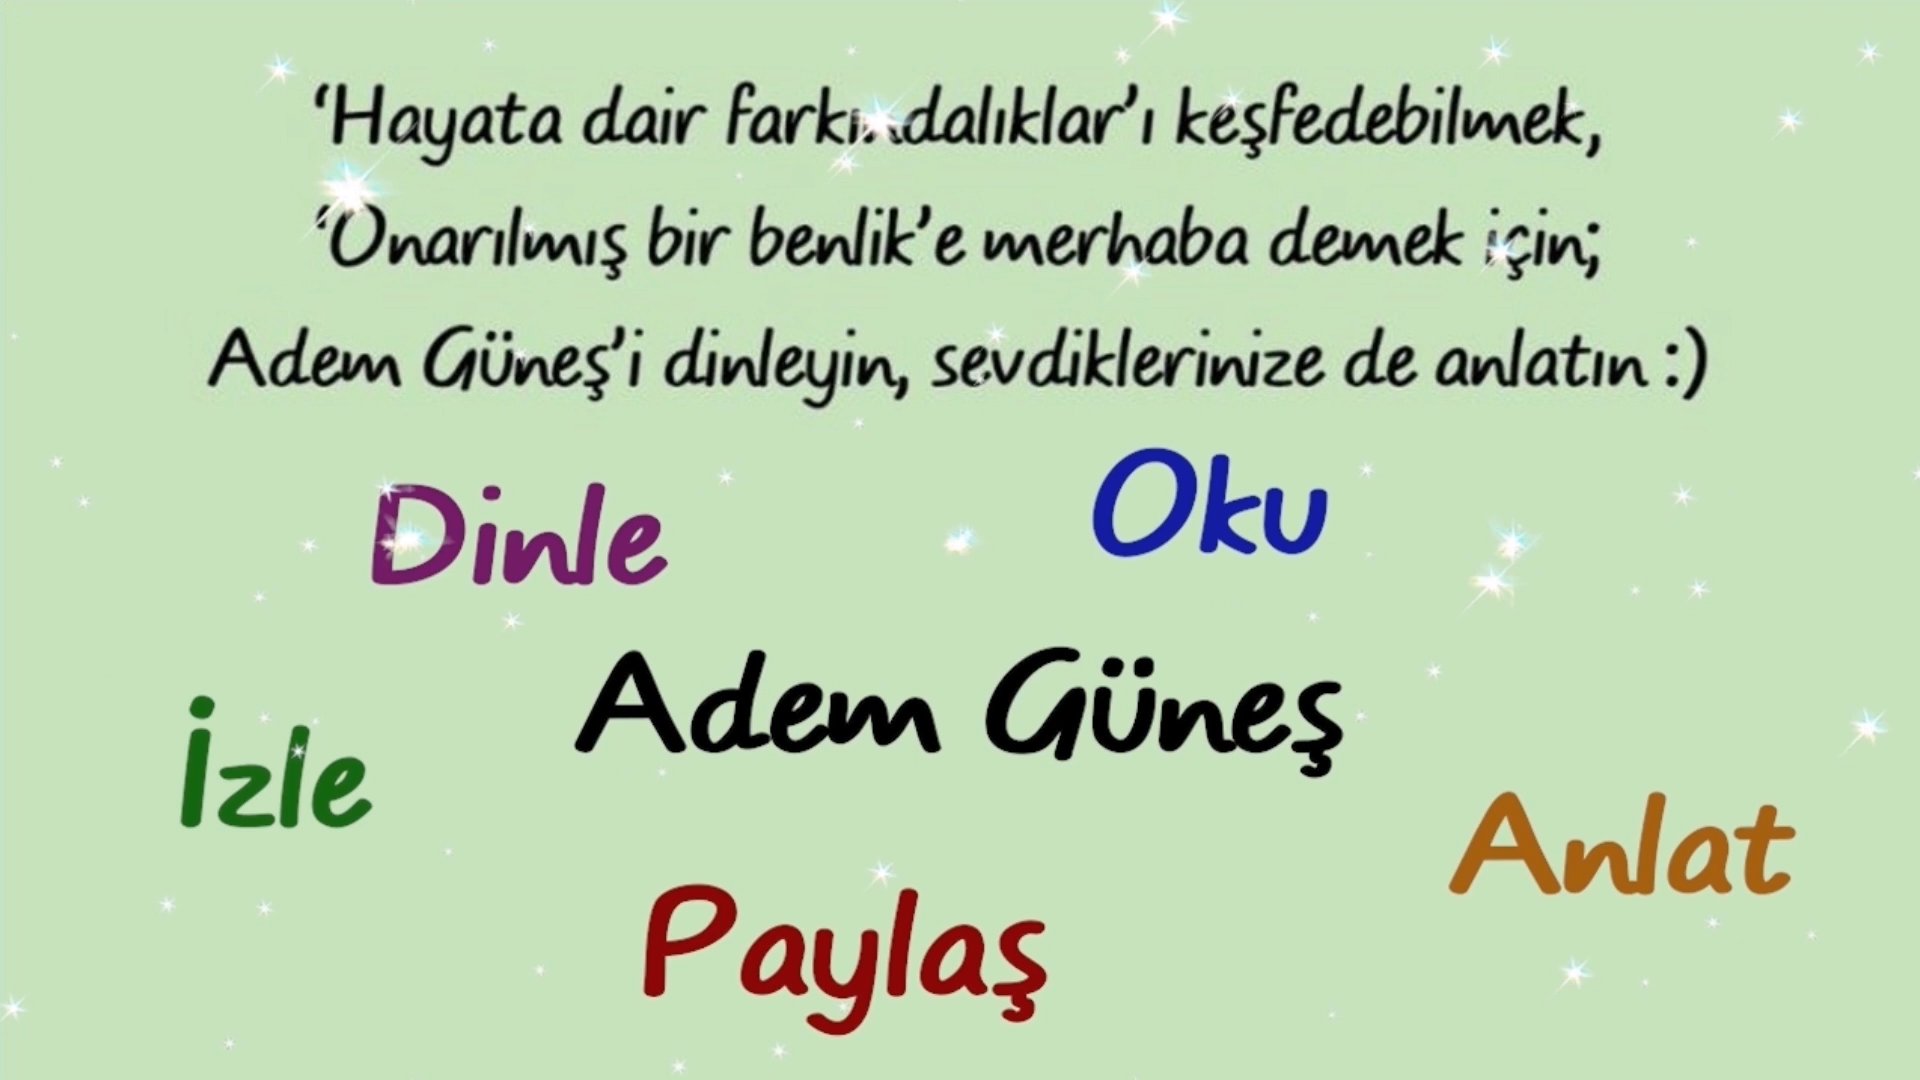 ‘Hayata dair farkındalıklar’ı keşfedebilmek,
‘Onarılmış bir benlik’e merhaba demek için;
Adem Güneş’i dinleyin, sevdiklerinize de anlatın :)
Dinle
Oku
Adem Güneş
İzle
Anlat
Paylaş